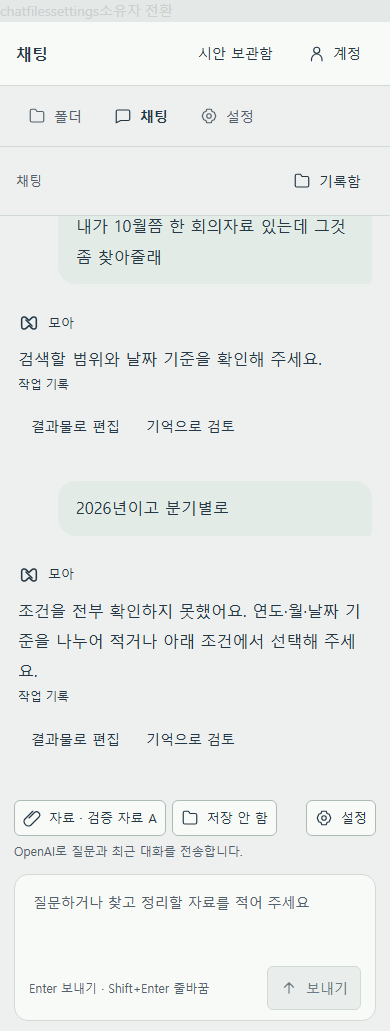 chatfilessettings소유자 전환
채팅
시안 보관함
계정
폴더
채팅
설정
채팅
기록함
내가 10월쯤 한 회의자료 있는데 그것
좀 찾아줄래
모아
검색할 범위와 날짜 기준을 확인해 주세요.
작업 기록
결과물로 편집
기억으로 검토
2026년이고 분기별로
모아
조건을 전부 확인하지 못했어요. 연도·월·날짜 기
준을 나누어 적거나 아래 조건에서 선택해 주세
요.
작업 기록
결과물로 편집
기억으로 검토
자료 · 검증 자료 A
저장 안 함
설정
OpenAI로 질문과 최근 대화를 전송합니다.
질문하거나 찾고 정리할 자료를 적어 주세요
Enter 보내기 · Shift+Enter 줄바꿈
보내기